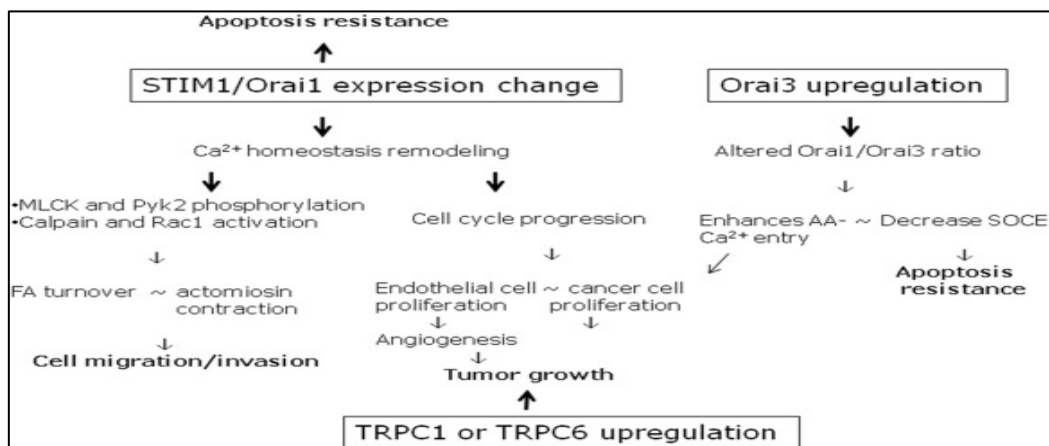 Apoptosis resistance
STIM1/Orai1 expression change
Orai3 upregulation
Ca²⁺ homeostasis remodeling
Altered Orai1/Orai3 ratio
•MLCK and Pyk2 phosphorylation
•Calpain and Rac1 activation
Cell cycle progression
Enhances AA- ~ Decrease SOCE
Ca²⁺ entry
FA turnover ~ actomiosin
contraction
Endothelial cell ~ cancer cell
proliferation proliferation
Apoptosis
resistance
Angiogenesis
Cell migration/invasion
Tumor growth
TRPC1 or TRPC6 upregulation